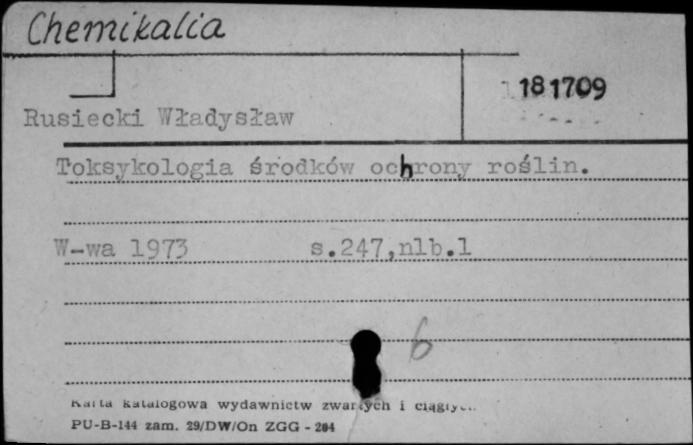 Chemikalia
181709
Rusiecki Władysław
Toksykologia środków ochrony roślin.
W-wa 1973 s.247,nlb.1
6
Karta katalogowa wydawnictw zwartych i ciągłych
PU-B-144 zam. 29/DW/On ZGG - 284